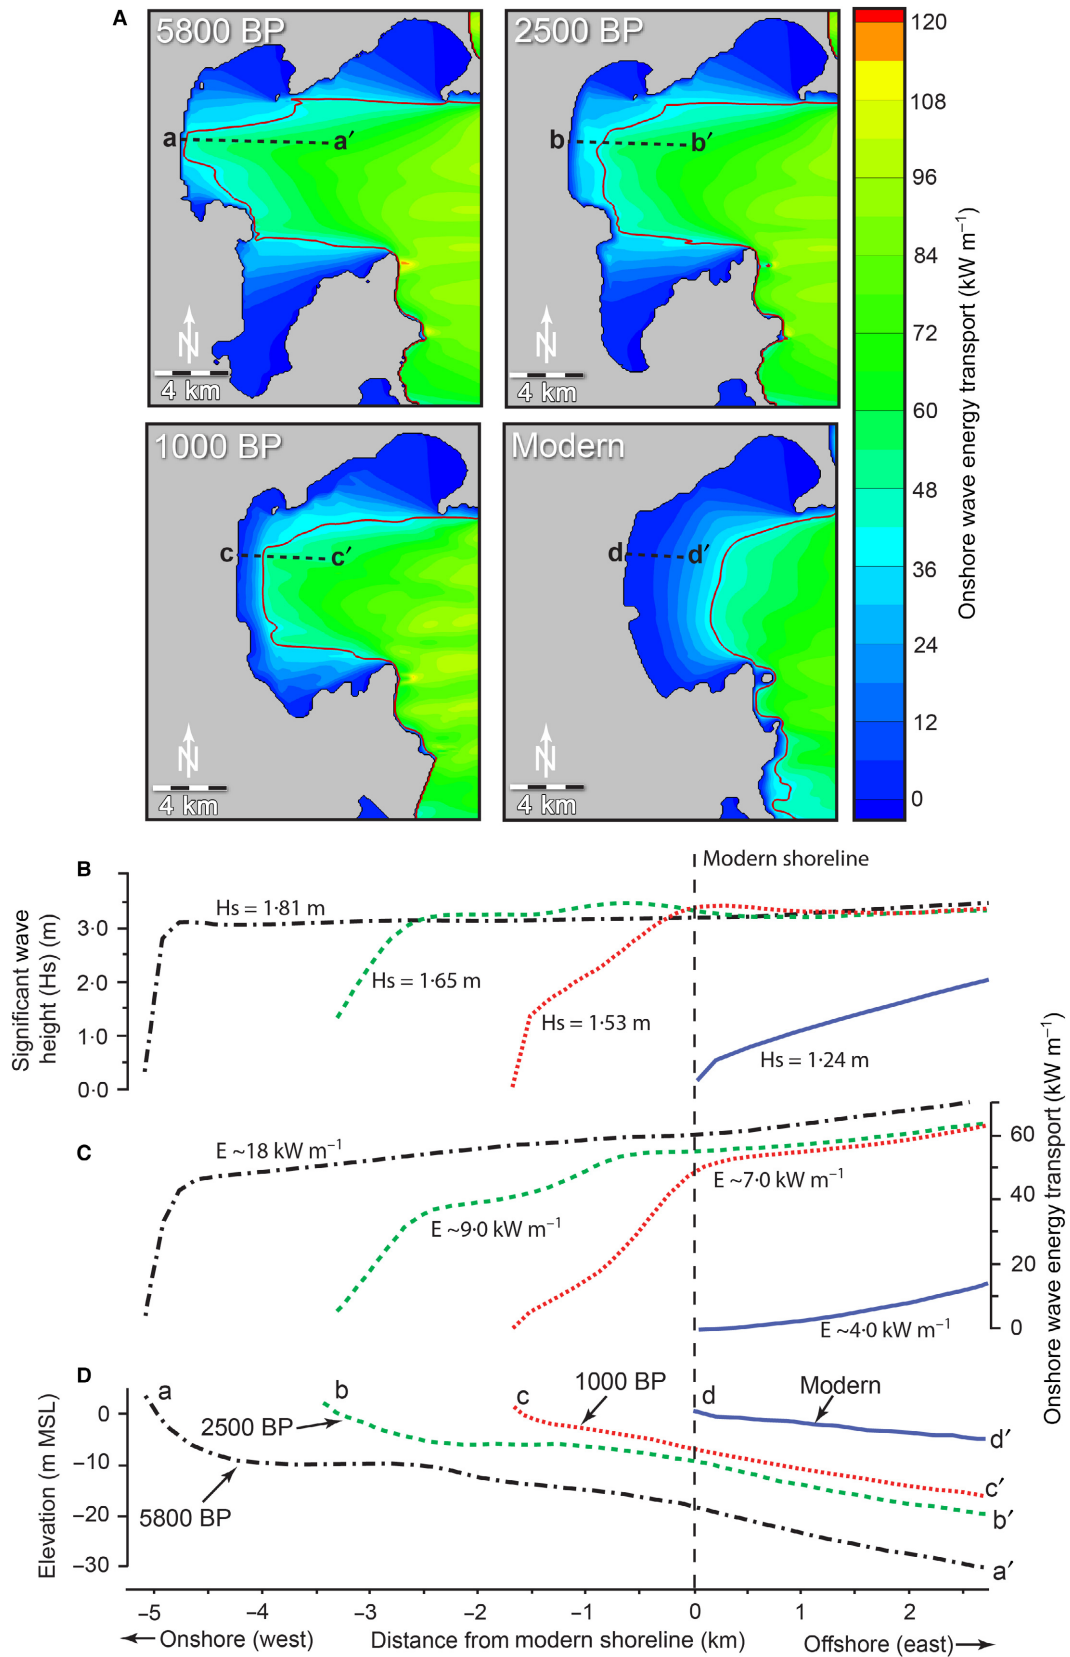 A
5800 BP
a
a′
N
4 km
2500 BP
b
b′
N
4 km
1000 BP
c
c′
N
4 km
Modern
d
d′
N
4 km
120
108
96
84
72
60
48
36
24
12
0
Onshore wave energy transport (kW m−1)
B
Modern shoreline
Significant wave
height (Hs) (m)
3·0
2·0
1·0
0·0
Hs = 1·81 m
Hs = 1·65 m
Hs = 1·53 m
Hs = 1·24 m
C
E ~18 kW m−1
E ~9·0 kW m−1
E ~7·0 kW m−1
E ~4·0 kW m−1
60
40
20
0
Onshore wave energy transport (kW m−1)
D
Elevation (m MSL)
0
−10
−20
−30
a
b
c
d
2500 BP
1000 BP
Modern
5800 BP
d′
c′
b′
a′
−5
−4
−3
−2
−1
0
1
2
Onshore (west)
Distance from modern shoreline (km)
Offshore (east)